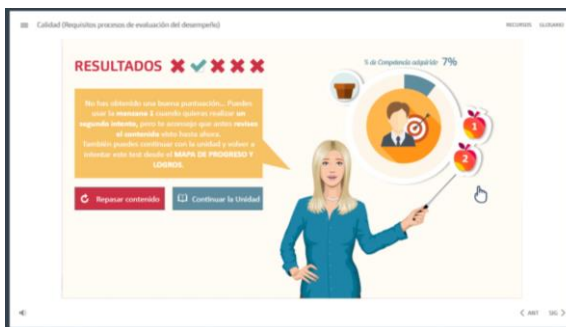 Calidad (Requisitos procesos de evaluación del desempeño)
RECURSOS GLOSARIO
RESULTADOS
% de Competencia adquirida: 7%
No has obtenido una buena puntuación... Puedes
usar la manzana 1 cuando quieras realizar un
segundo intento, pero te aconsejo que antes revises
el contenido visto hasta ahora.
También puedes continuar con la unidad y volver a
intentar este test desde el MAPA DE PROGRESO Y
LOGROS.
1
2
Repasar contenido
Continuar la Unidad
ANT
SIG